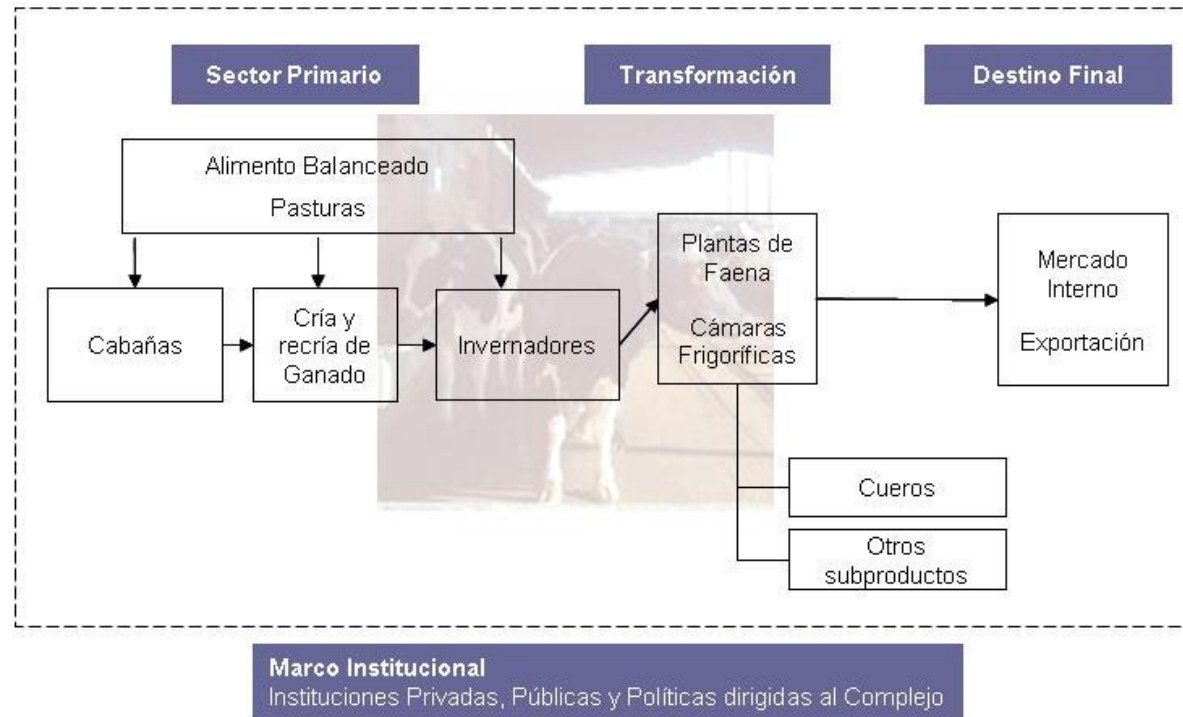 Sector Primario
Transformación
Destino Final
Alimento Balanceado
Pasturas
Cabañas
Cría y
recría de
Ganado
Invernadores
Plantas de
Faena
Cámaras
Frigoríficas
Mercado
Interno
Exportación
Cueros
Otros
subproductos
Marco Institucional
Instituciones Privadas, Públicas y Políticas dirigidas al Complejo